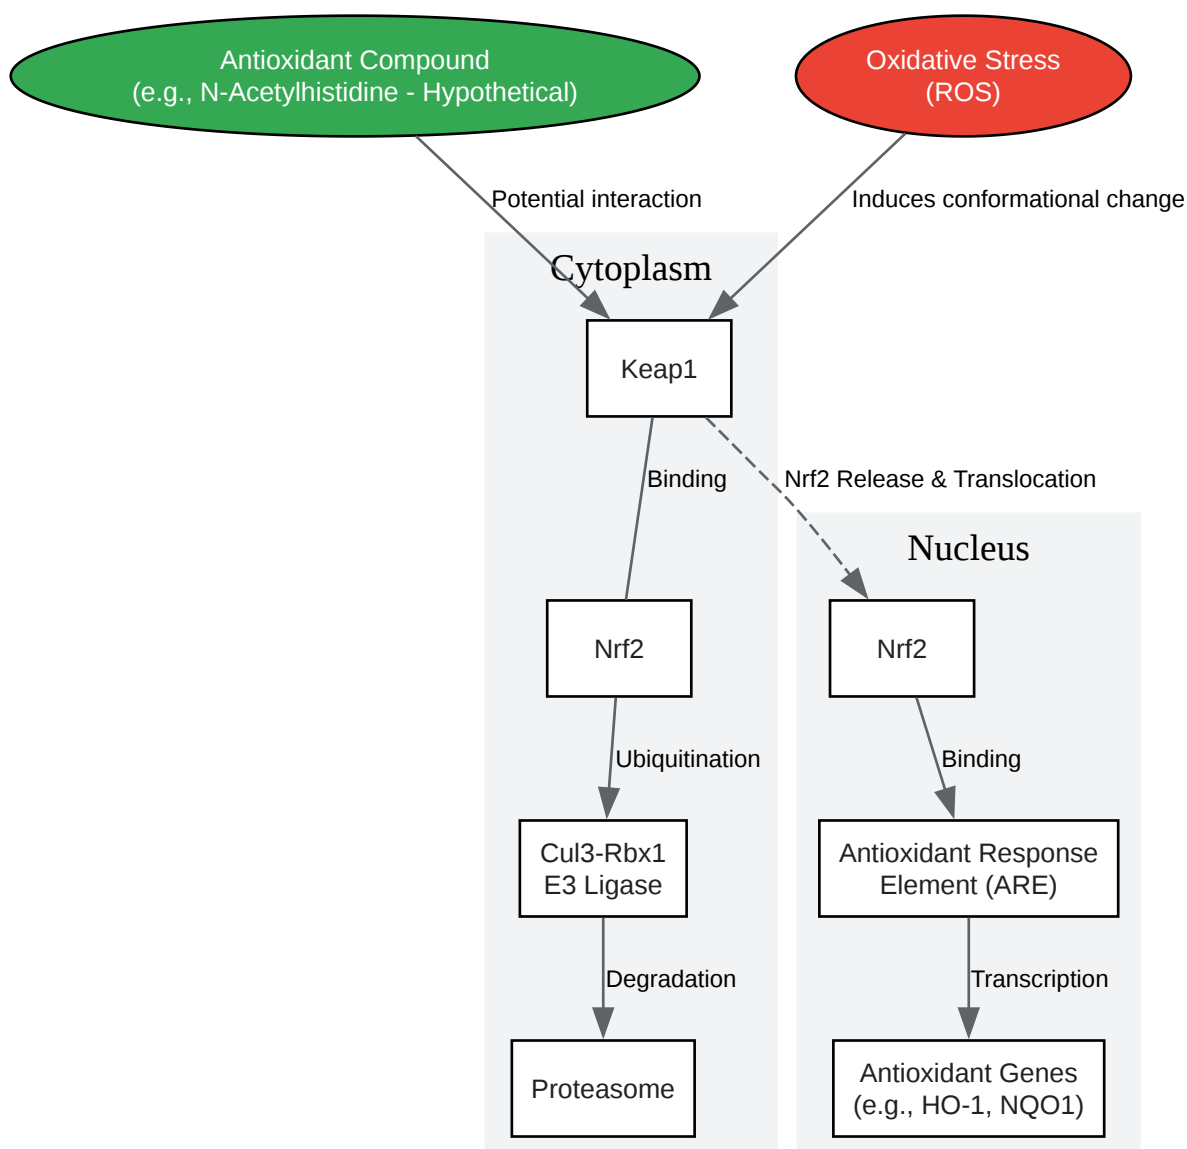 Antioxidant Compound
(e.g., N-Acetylhistidine - Hypothetical)
Oxidative Stress
(ROS)
Potential interaction
Induces conformational change
Cytoplasm
Keap1
Binding
Nrf2 Release & Translocation
Nucleus
Nrf2
Nrf2
Ubiquitination
Binding
Cul3-Rbx1
E3 Ligase
Antioxidant Response
Element (ARE)
Degradation
Transcription
Proteasome
Antioxidant Genes
(e.g., HO-1, NQO1)